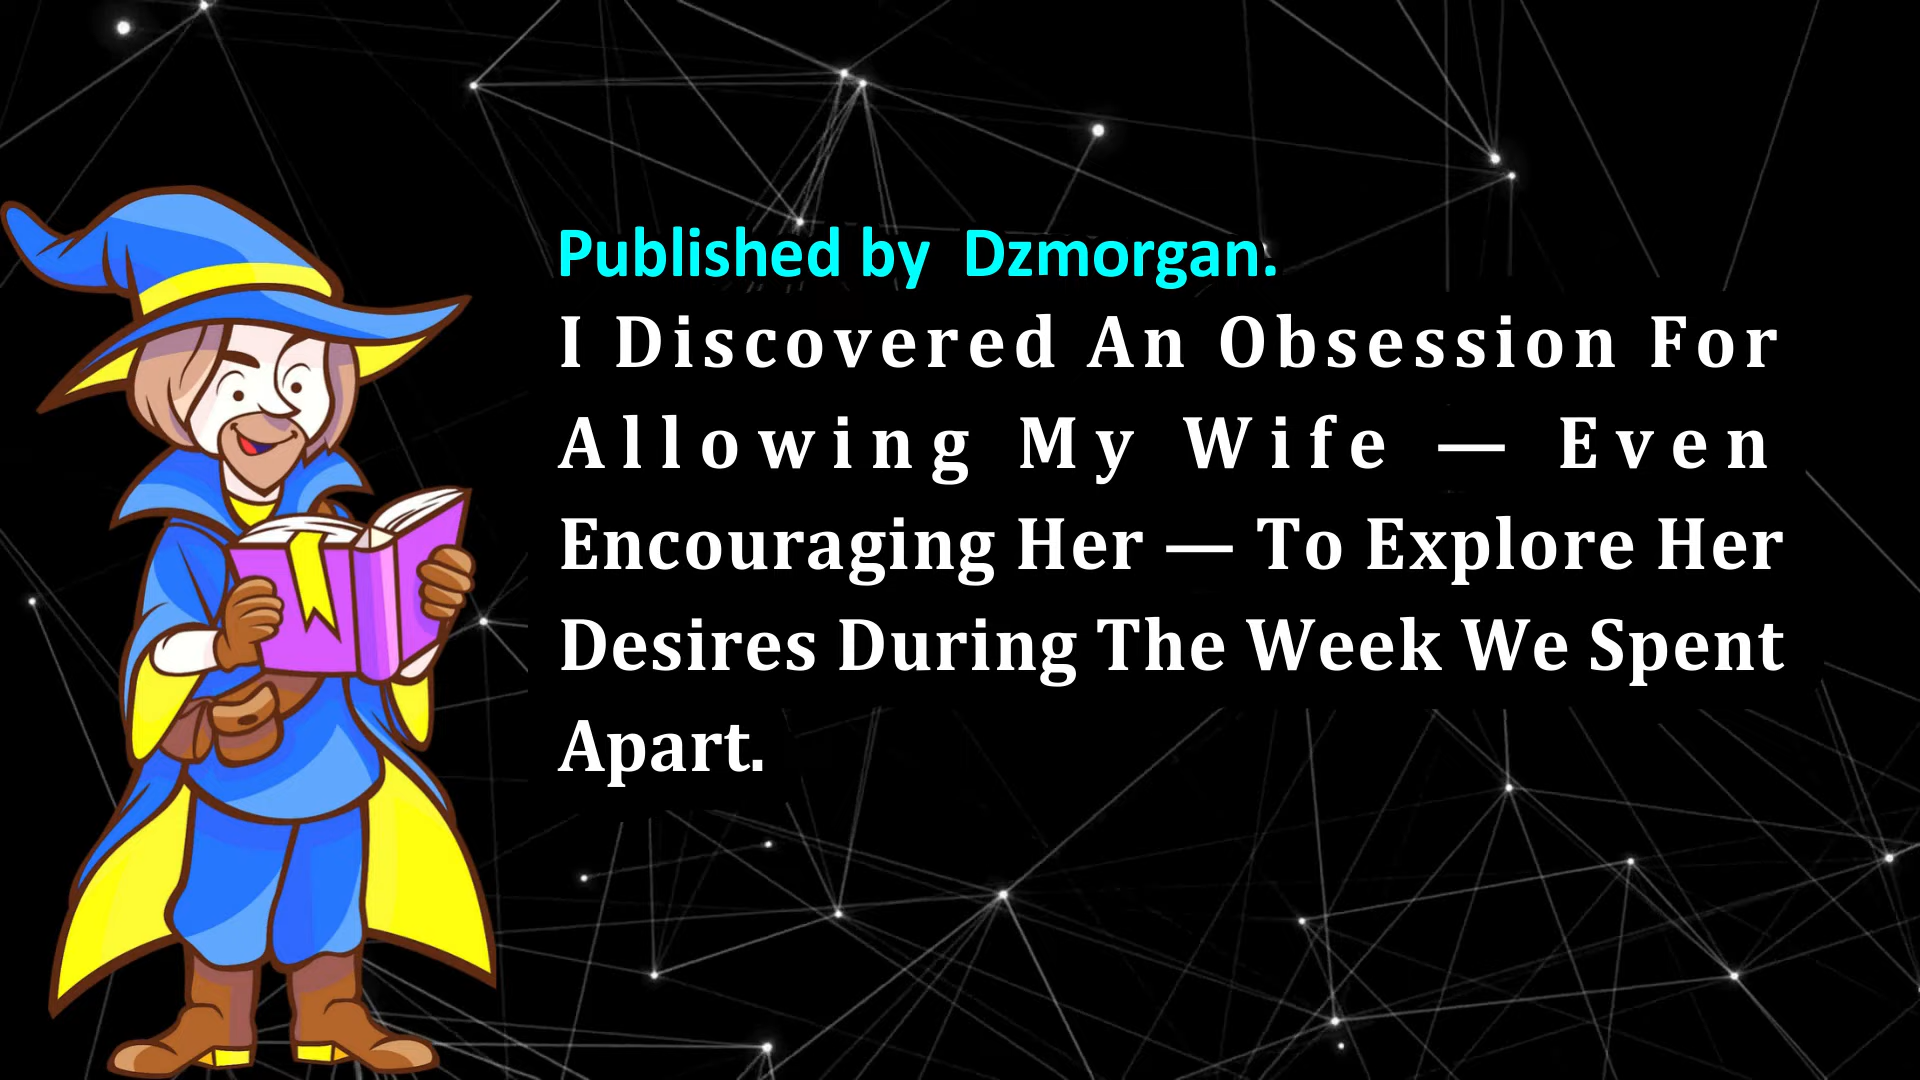 Published by  Dzmorgan.
I Discovered An Obsession For
Allowing My Wife — Even
Encouraging Her — To Explore Her
Desires During The Week We Spent
Apart.